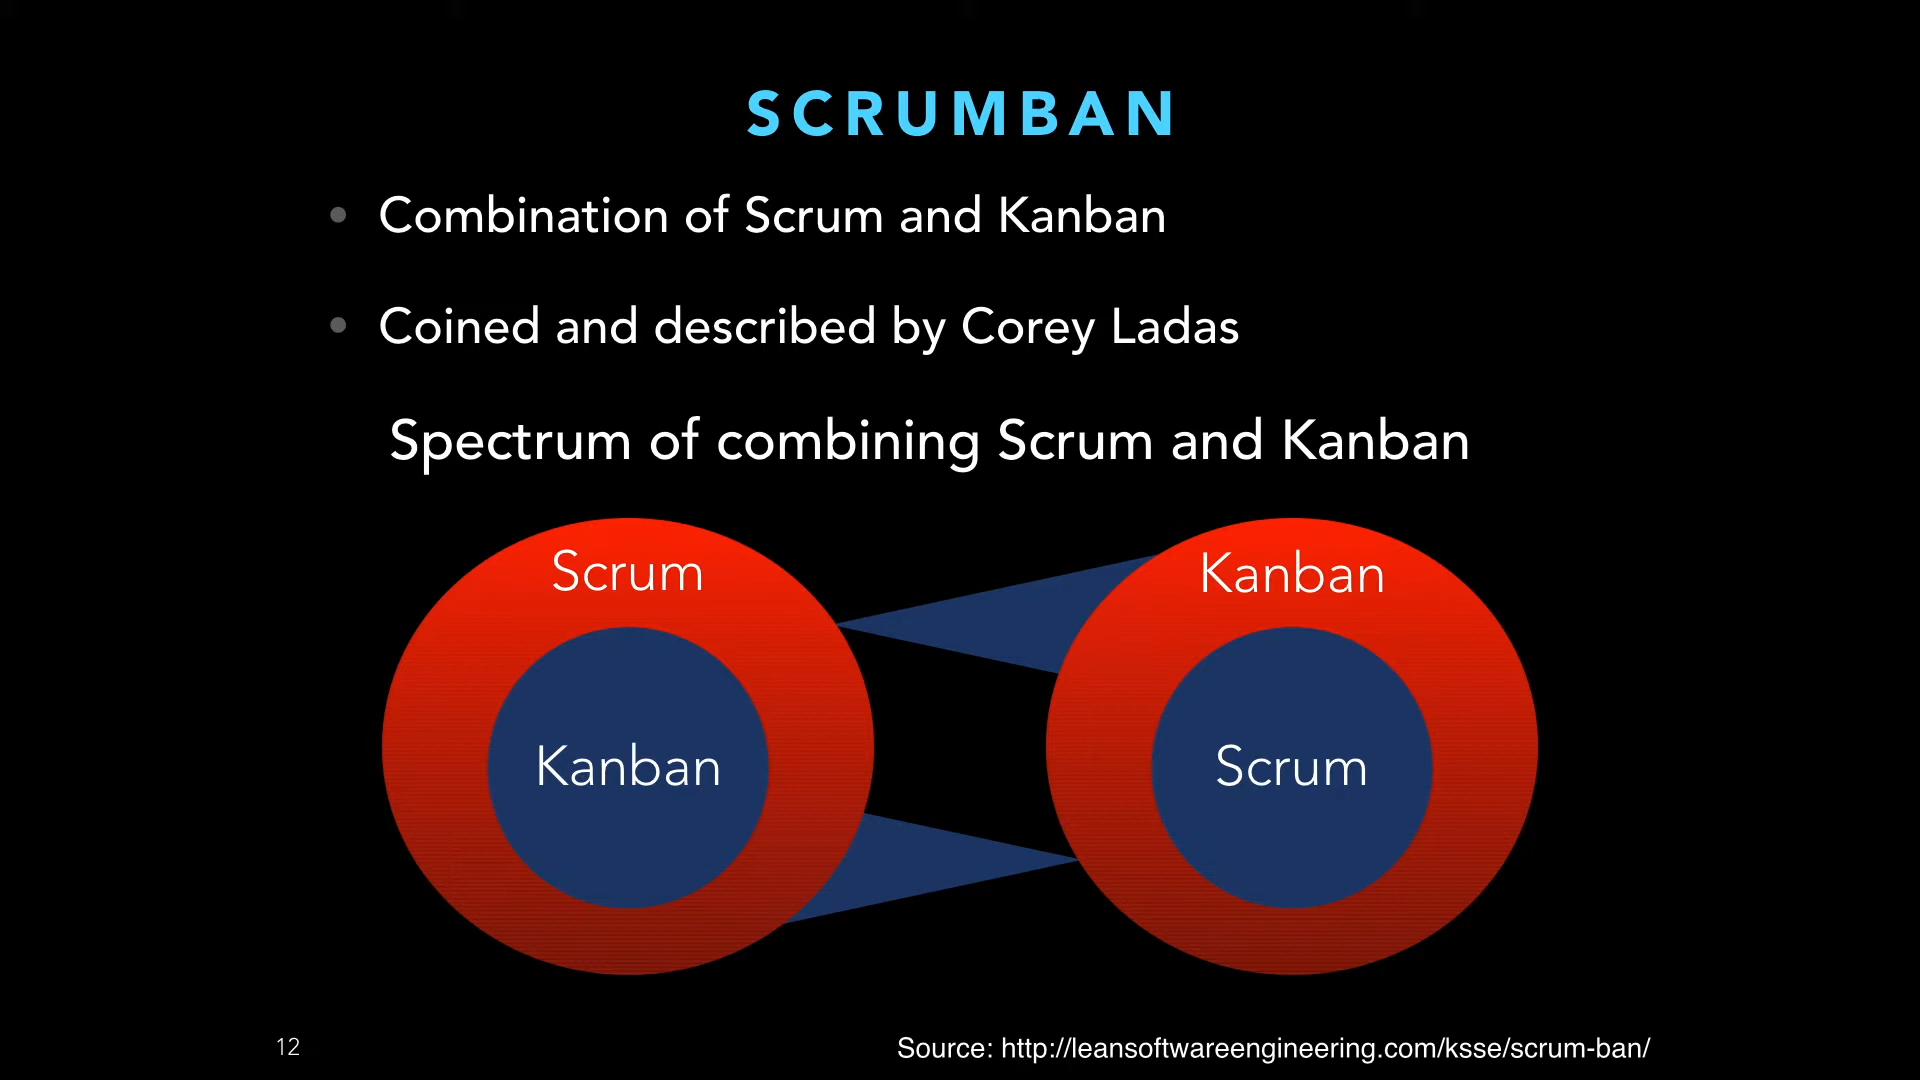 SCRUMBAN
• Combination of Scrum and Kanban
• Coined and described by Corey Ladas
Spectrum of combining Scrum and Kanban
Scrum
Kanban
Kanban
Scrum
12
Source: http://leansoftwareengineering.com/ksse/scrum-ban/